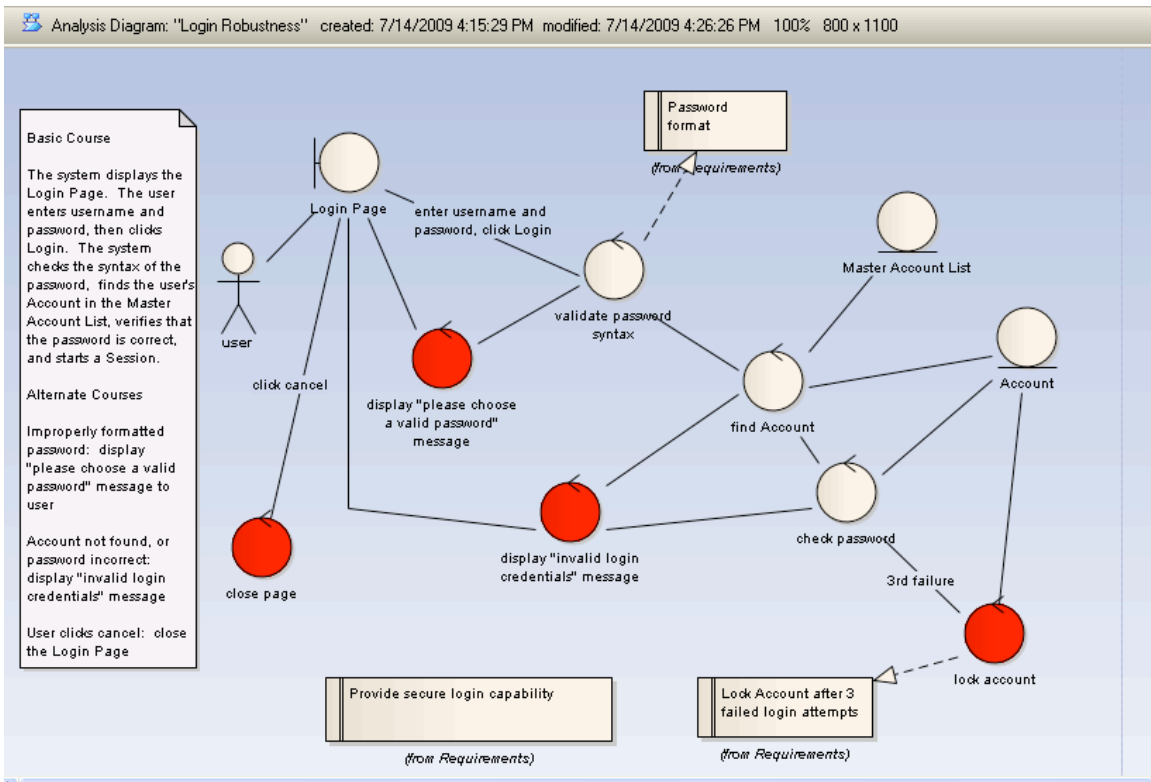 Analysis Diagram: "Login Robustness"   created: 7/14/2009 4:15:29 PM  modified: 7/14/2009 4:26:26 PM   100%   800 x 1100
Basic Course
The system displays the
Login Page.  The user
enters username and
password, then clicks
Login.  The system
checks the syntax of the
password,  finds the user's
Account in the Master
Account List, verifies that
the password is correct,
and starts a Session.
Alternate Courses
Improperly formatted
password:  display
"please choose a valid
password" message to
user
Account not found, or
password incorrect:
display "invalid login
credentials" message
User clicks cancel:  close
the Login Page
user
Login Page
enter username and
password, click Login
Password
format
(from Requirements)
Master Account List
validate password
syntax
click cancel
display "please choose
a valid password"
message
find Account
Account
close page
display "invalid login
credentials" message
check password
3rd failure
lock account
Provide secure login capability
(from Requirements)
Lock Account after 3
failed login attempts
(from Requirements)